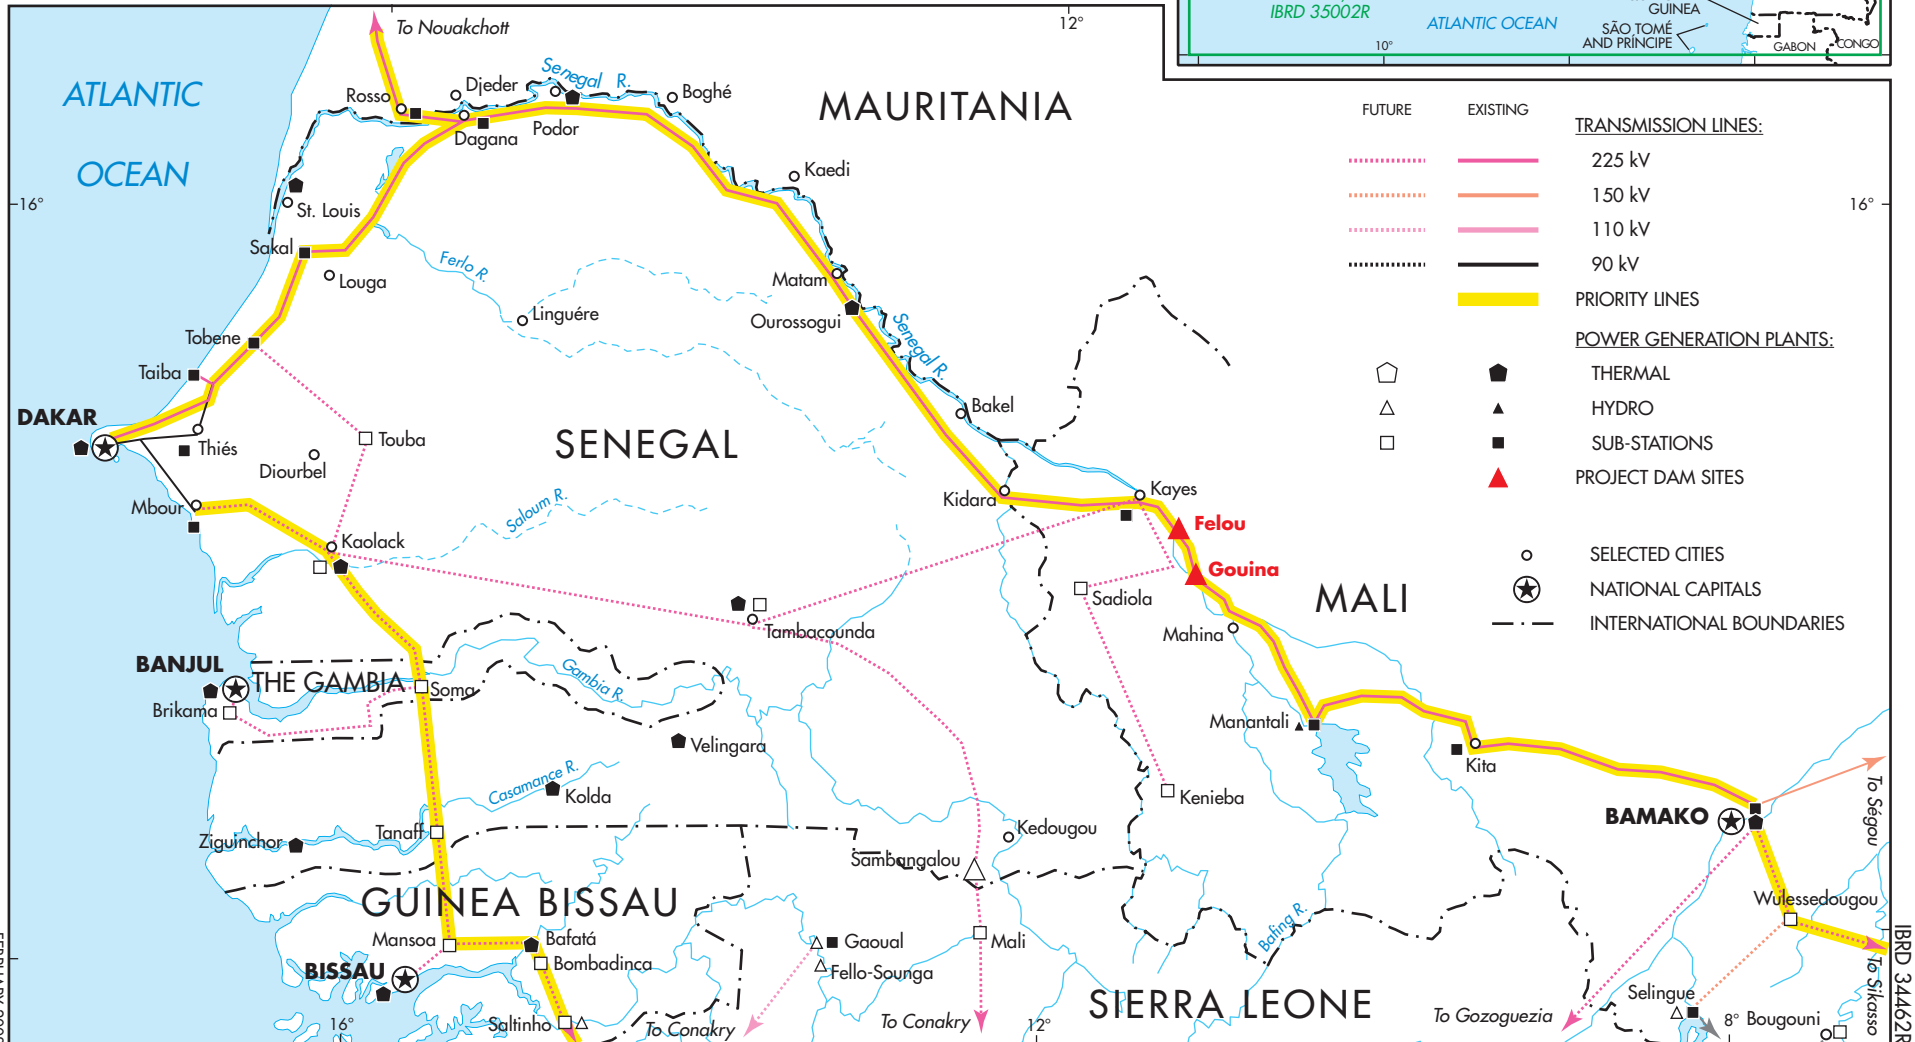 To Nouakchott
12°
IBRD 35002R
ATLANTIC OCEAN
10°
GUINEA
SÃO TOMÉ
AND PRÍNCIPE
GABON
CONGO
ATLANTIC
OCEAN
Rosso
Djeder
Senegal R.
Boghé
Dagana
Podor
MAURITANIA
Kaedi
16°
St. Louis
Sakal
Louga
Ferlo R.
Linguére
Matam
Ourossogui
Senegal R.
Tobene
Taiba
DAKAR
Thiés
Diourbel
Touba
SENEGAL
Bakel
Mbour
Kaolack
Saloum R.
Kidara
Kayes
Felou
Gouina
Sadiola
MALI
Mahina
Tambacounda
BANJUL
THE GAMBIA
Brikama
Soma
Gambia R.
Velingara
Manantali
Kita
Casamance R.
Kolda
Kenieba
Ziguinchor
Tanaff
Kedougou
Sambangalou
BAMAKO
To Ségou
GUINEA BISSAU
Wulessedougou
Mansoa
Bafatá
Bombadinca
BISSAU
Gaoual
Fello-Sounga
Mali
Bafing R.
SIERRA LEONE
Saltinho
To Conakry
To Conakry
To Gozoguezia
Selingue
Bougouni
To Sikasso
16°
12°
8°
IBRD 34462R
FUTURE
EXISTING
TRANSMISSION LINES:
225 kV
150 kV
110 kV
90 kV
PRIORITY LINES
POWER GENERATION PLANTS:
THERMAL
HYDRO
SUB-STATIONS
PROJECT DAM SITES
SELECTED CITIES
NATIONAL CAPITALS
INTERNATIONAL BOUNDARIES
16°